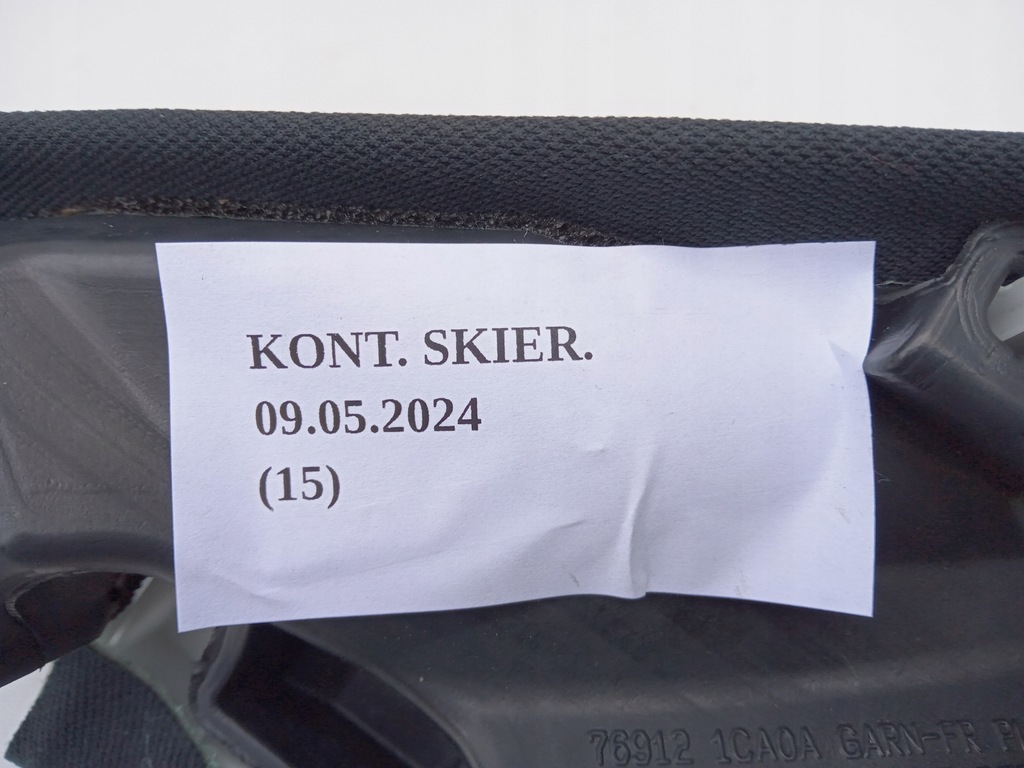 KONT. SKIER.
09.05.2024
(15)
76912 1CA0A GARN-FR